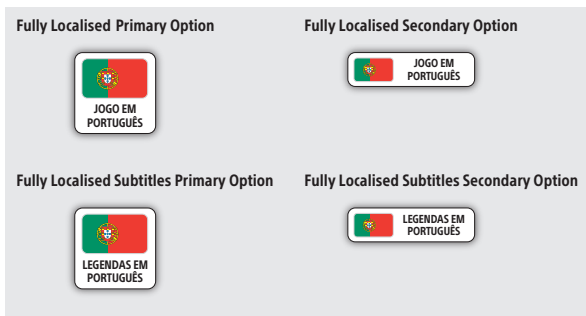 Fully Localised Primary Option
Fully Localised Secondary Option
JOGO EM
PORTUGUÊS
JOGO EM
PORTUGUÊS
Fully Localised Subtitles Primary Option
Fully Localised Subtitles Secondary Option
LEGENDAS EM
PORTUGUÊS
LEGENDAS EM
PORTUGUÊS